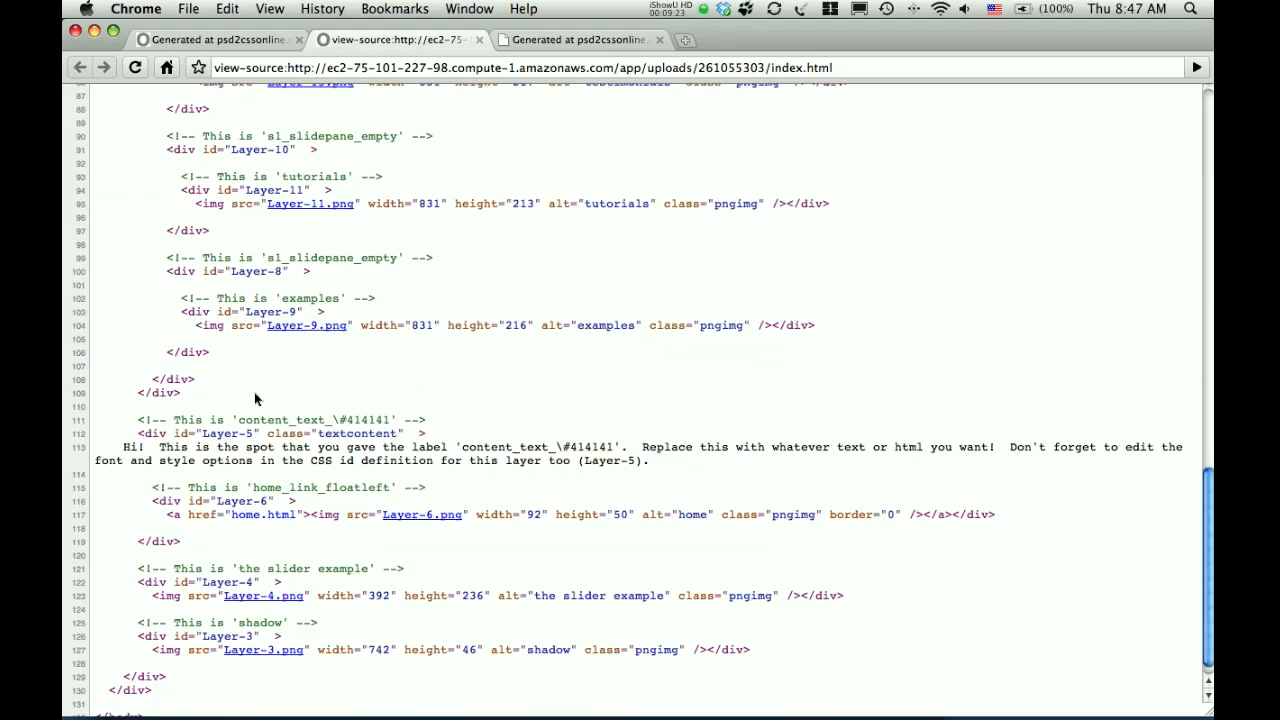 Chrome File Edit View History Bookmarks Window Help iShowU HD 00:09:23 (100%) Thu 8:47 AM
Generated at psd2cssonline. view-source:http://ec2-75- Generated at psd2cssonline.
view-source:http://ec2-75-101-227-98.compute-1.amazonaws.com/app/uploads/261055303/index.html
87
88 </div>
89
90 <!-- This is 's1_slidepane_empty' -->
91 <div id="Layer-10" >
92
93 <!-- This is 'tutorials' -->
94 <div id="Layer-11" >
95 <img src="Layer-11.png" width="831" height="213" alt="tutorials" class="pngimg" /></div>
96
97 </div>
98
99 <!-- This is 's1_slidepane_empty' -->
100 <div id="Layer-8" >
101
102 <!-- This is 'examples' -->
103 <div id="Layer-9" >
104 <img src="Layer-9.png" width="831" height="216" alt="examples" class="pngimg" /></div>
105
106 </div>
107
108 </div>
109 </div>
110
111 <!-- This is 'content_text_\#414141' -->
112 <div id="Layer-5" class="textcontent" >
113 Hi! This is the spot that you gave the label 'content_text_\#414141'. Replace this with whatever text or html you want! Don't forget to edit the
font and style options in the CSS id definition for this layer too (Layer-5).
114
115 <!-- This is 'home_link_floatleft' -->
116 <div id="Layer-6" >
117 <a href="home.html"><img src="Layer-6.png" width="92" height="50" alt="home" class="pngimg" border="0" /></a></div>
118
119 </div>
120
121 <!-- This is 'the slider example' -->
122 <div id="Layer-4" >
123 <img src="Layer-4.png" width="392" height="236" alt="the slider example" class="pngimg" /></div>
124
125 <!-- This is 'shadow' -->
126 <div id="Layer-3" >
127 <img src="Layer-3.png" width="742" height="46" alt="shadow" class="pngimg" /></div>
128
129 </div>
130 </div>
131